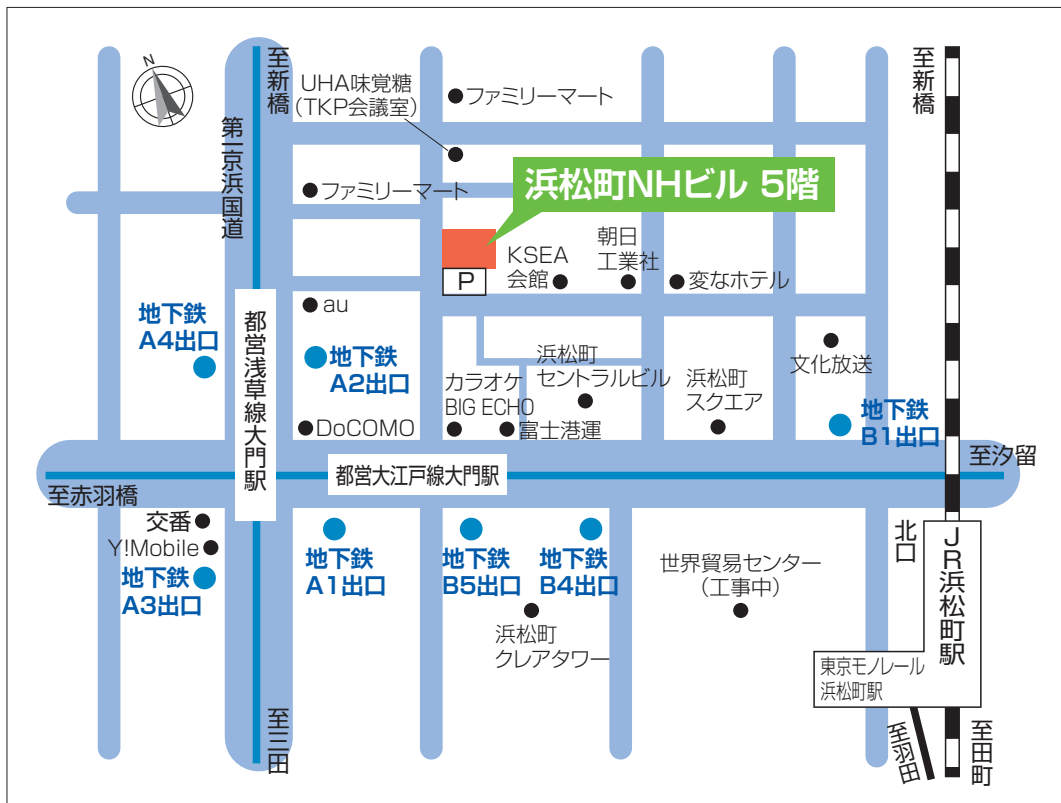 N
至新橋
第一京浜国道
UHA味覚糖
(TKP会議室)
ファミリーマート
至新橋
ファミリーマート
浜松町NHビル 5階
P
KSEA
会館
朝日
工業社
変なホテル
au
地下鉄
A4出口
都営浅草線大門駅
地下鉄
A2出口
浜松町
セントラルビル
文化放送
カラオケ
BIG ECHO
浜松町
スクエア
DoCOMO
富士港運
地下鉄
B1出口
至汐留
都営大江戸線大門駅
至赤羽橋
交番
Y!Mobile
地下鉄
A3出口
地下鉄
A1出口
地下鉄
B5出口
地下鉄
B4出口
浜松町
クレアタワー
世界貿易センター
(工事中)
北口
JR浜松町駅
東京モノレール
浜松町駅
至三田
至羽田
至田町